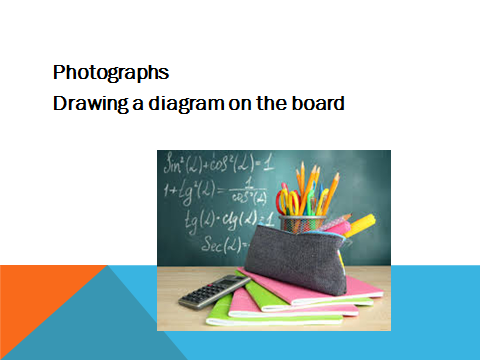 Photographs
Drawing a diagram on the board
Sin²(α)+cos²(α)=1
1+tg²(α)=1/cos²(α)
tg(α)·ctg(α)=1
Sec(α)=